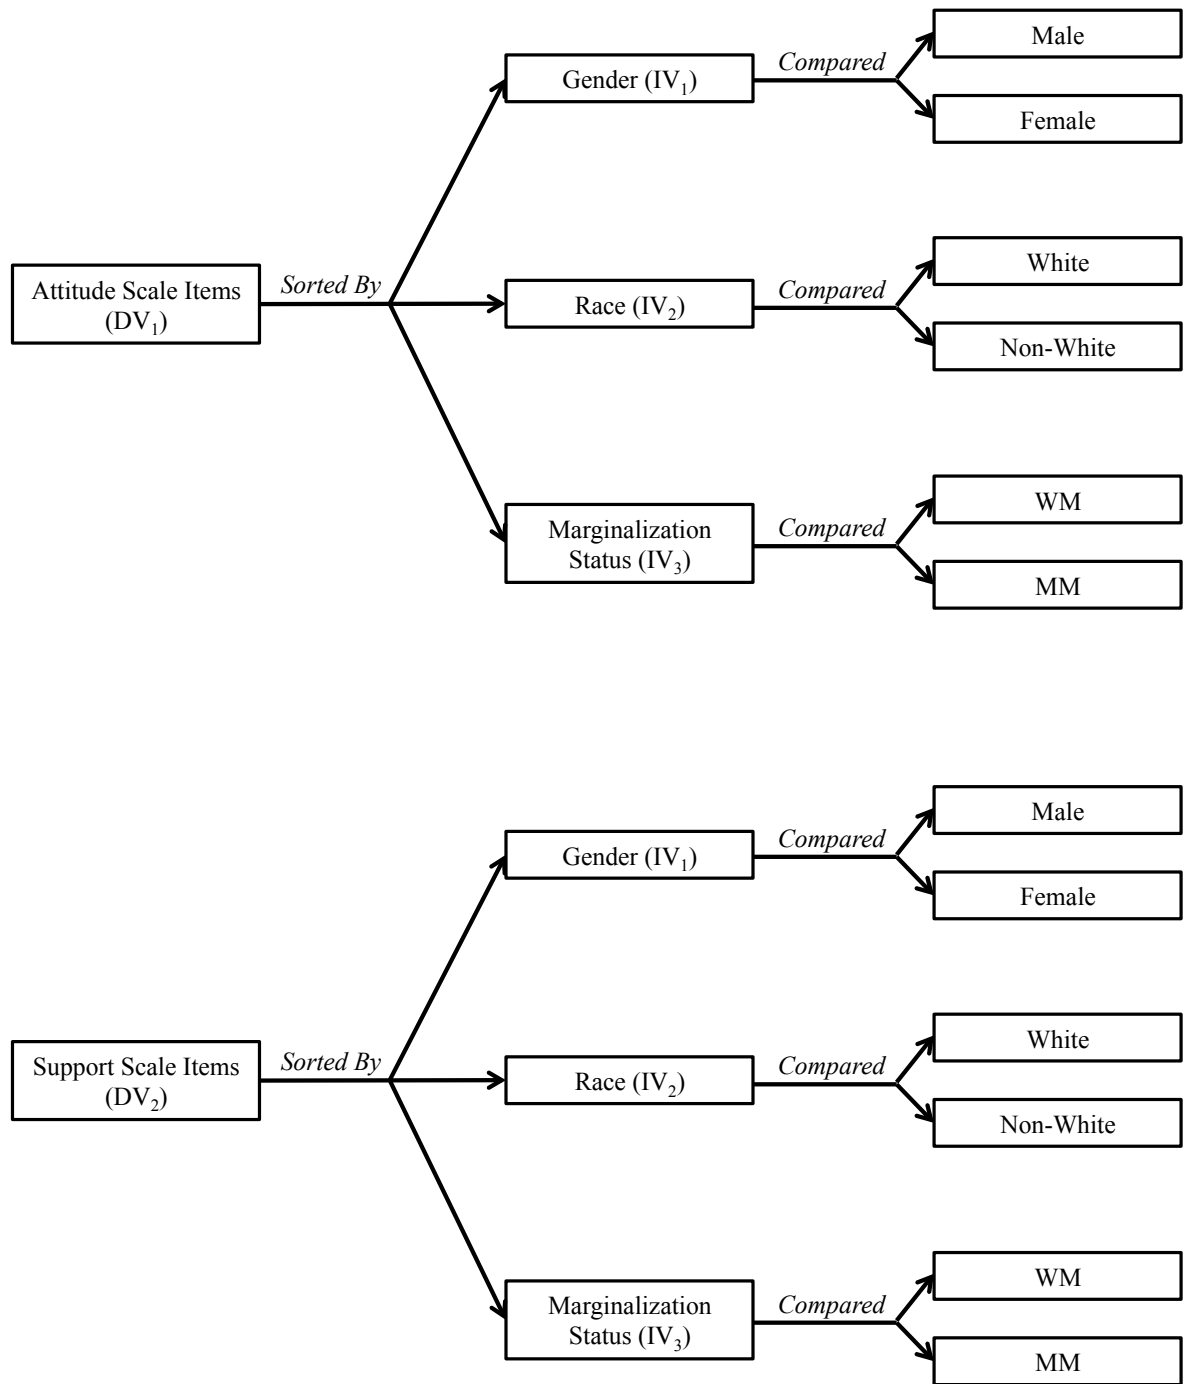 Male
Gender (IV₁)
Compared
Female
White
Attitude Scale Items
(DV₁)
Sorted By
Race (IV₂)
Compared
Non-White
WM
Marginalization
Status (IV₃)
Compared
MM
Male
Gender (IV₁)
Compared
Female
White
Support Scale Items
(DV₂)
Sorted By
Race (IV₂)
Compared
Non-White
WM
Marginalization
Status (IV₃)
Compared
MM